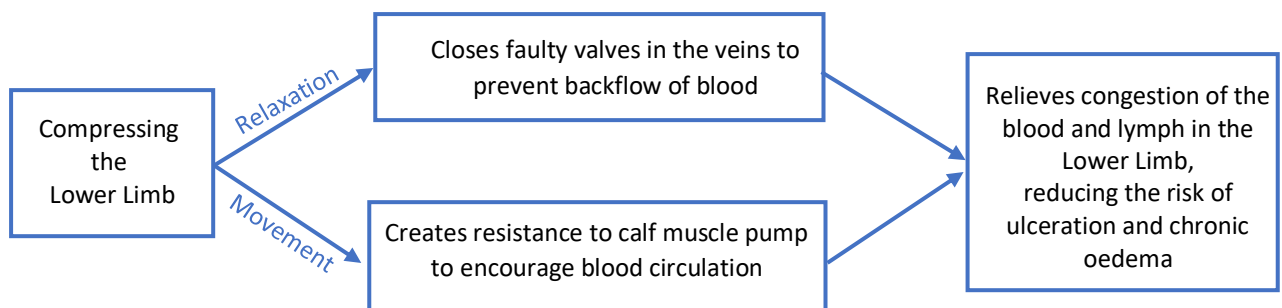 Compressing
the
Lower Limb
Relaxation
Movement
Closes faulty valves in the veins to
prevent backflow of blood
Creates resistance to calf muscle pump
to encourage blood circulation
Relieves congestion of the
blood and lymph in the
Lower Limb,
reducing the risk of
ulceration and chronic
oedema